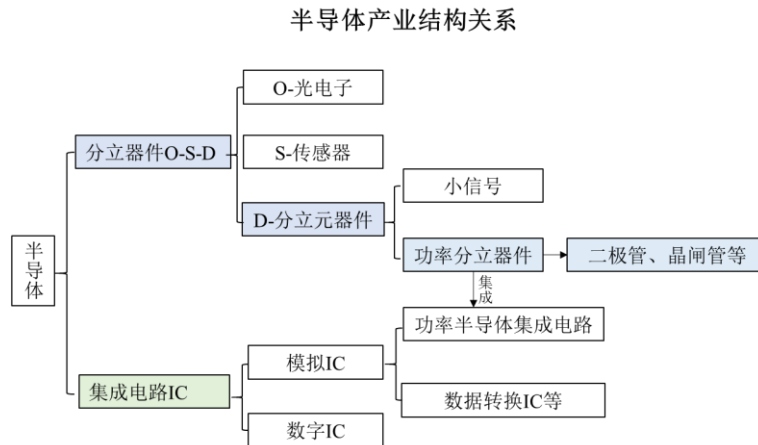 半导体产业结构关系
O-光电子
分立器件O-S-D
S-传感器
小信号
D-分立元器件
半导体
功率分立器件
二极管、晶闸管等
集成
功率半导体集成电路
模拟IC
集成电路IC
数据转换IC等
数字IC